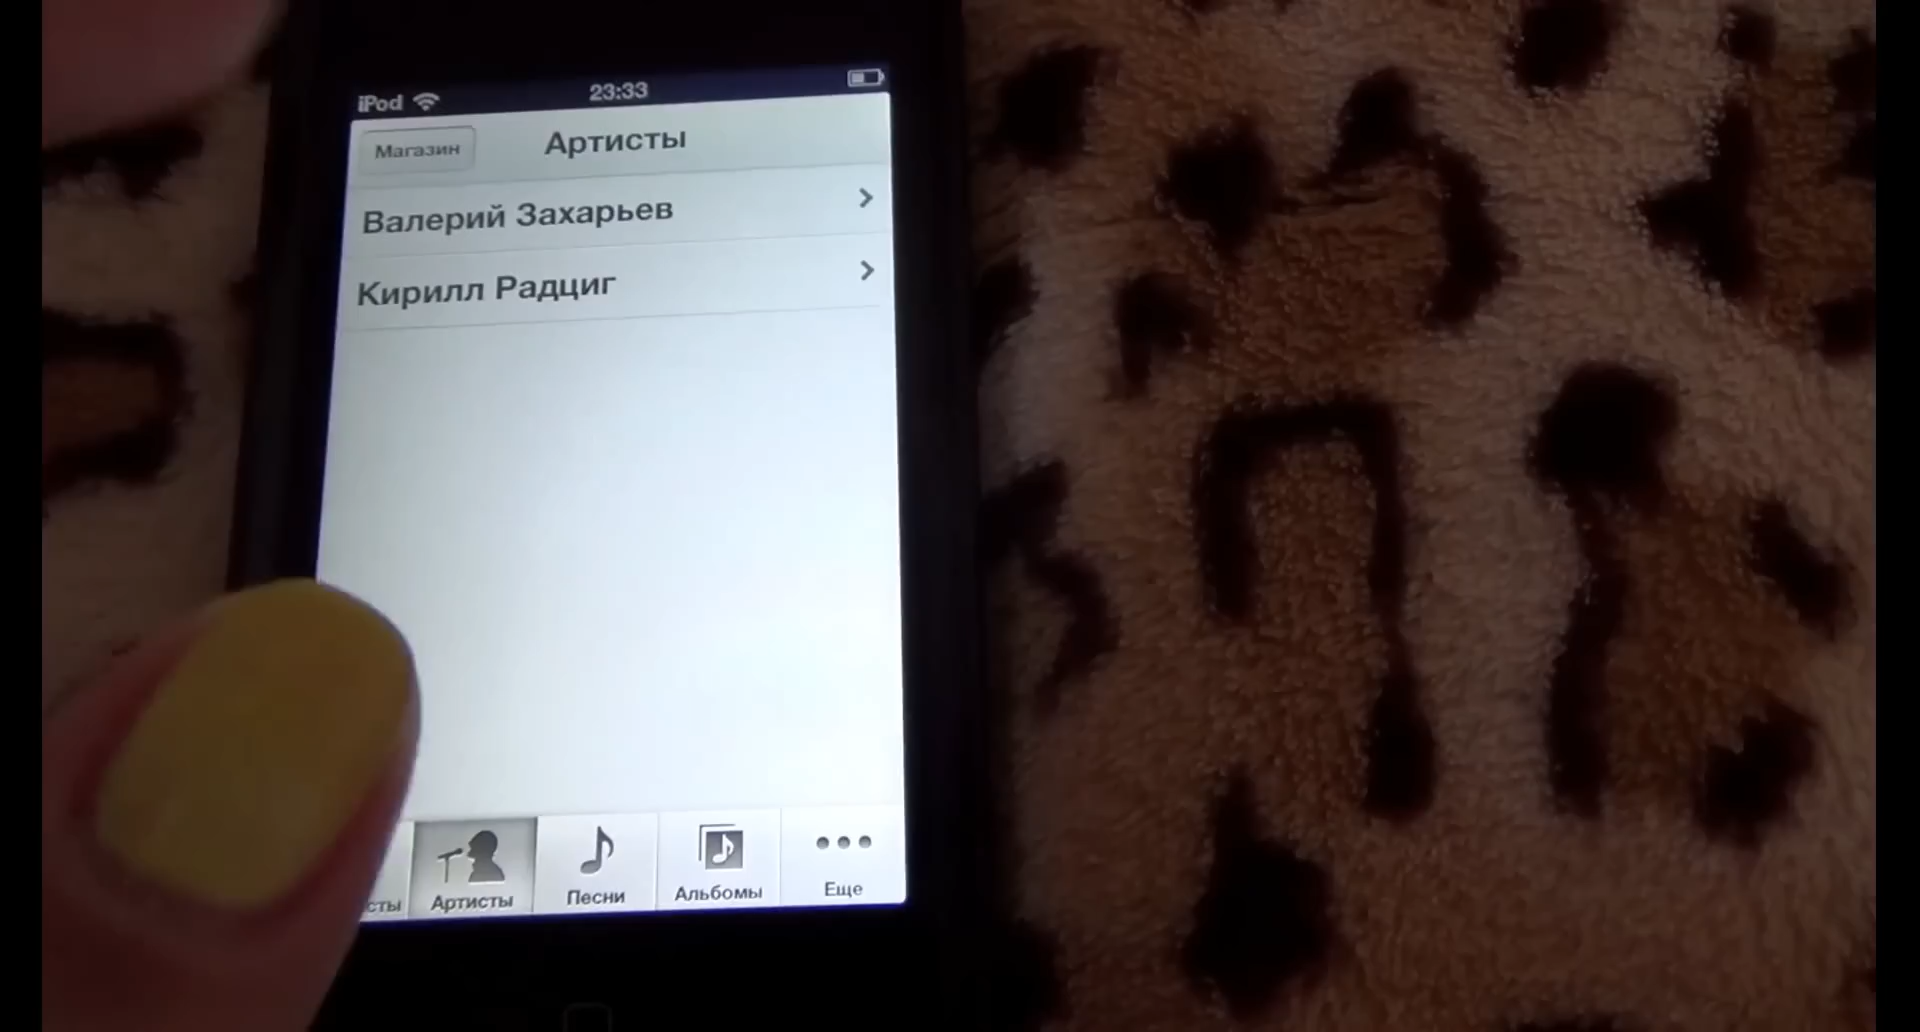 iPod 23:33
Магазин Артисты
Валерий Захарьев
Кирилл Радциг
Артисты Песни Альбомы Еще